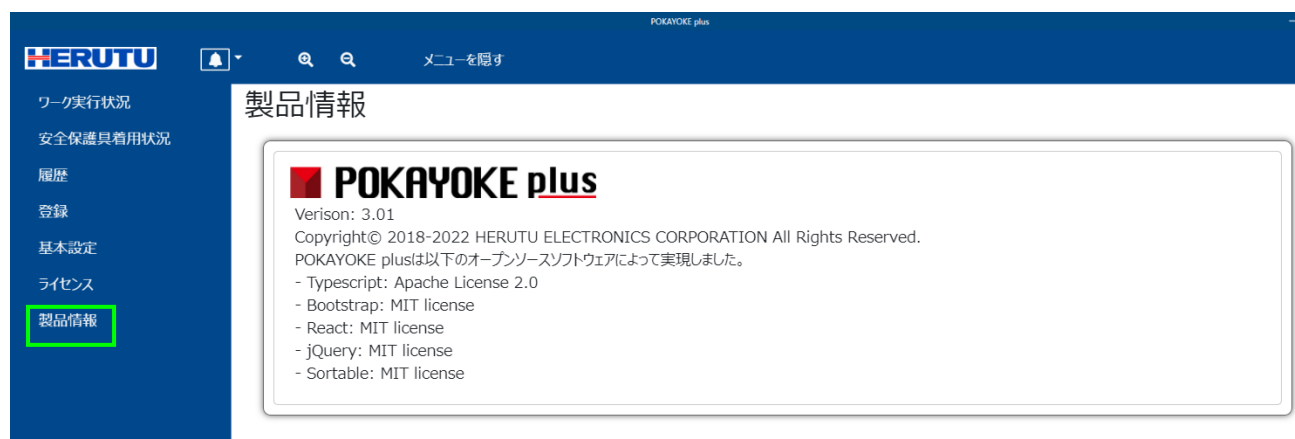 POKAYOKE plus
HERUTU
メニューを隠す
ワーク実行状況
安全保護具着用状況
履歴
登録
基本設定
ライセンス
製品情報
製品情報
POKAYOKE plus
Verison: 3.01
Copyright© 2018-2022 HERUTU ELECTRONICS CORPORATION All Rights Reserved.
POKAYOKE plusは以下のオープンソースソフトウェアによって実現しました。
- Typescript: Apache License 2.0
- Bootstrap: MIT license
- React: MIT license
- jQuery: MIT license
- Sortable: MIT license